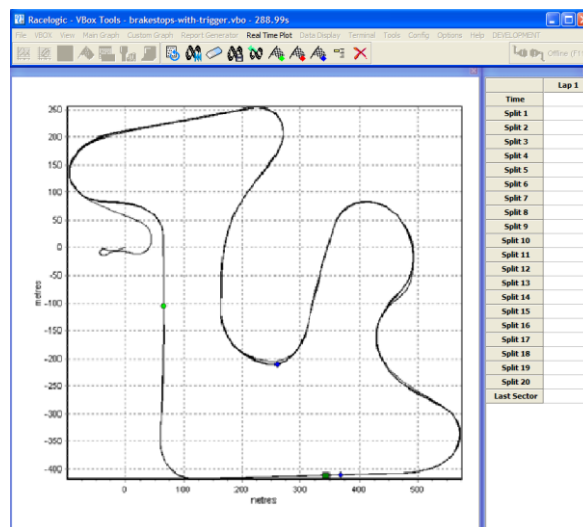 Racelogic - VBox Tools - brakestops-with-trigger.vbo - 288.99s
File VBOX View Main Graph Custom Graph Report Generator Real Time Plot Data Display Terminal Tools Config Options Help DEVELOPMENT
Offline (F1
Lap 1
Time
Split 1
Split 2
Split 3
Split 4
Split 5
Split 6
Split 7
Split 8
Split 9
Split 10
Split 11
Split 12
Split 13
Split 14
Split 15
Split 16
Split 17
Split 18
Split 19
Split 20
Last Sector
250
200
150
100
50
0
-50
-100
-150
-200
-250
-300
-350
-400
metres
0 100 200 300 400 500
metres